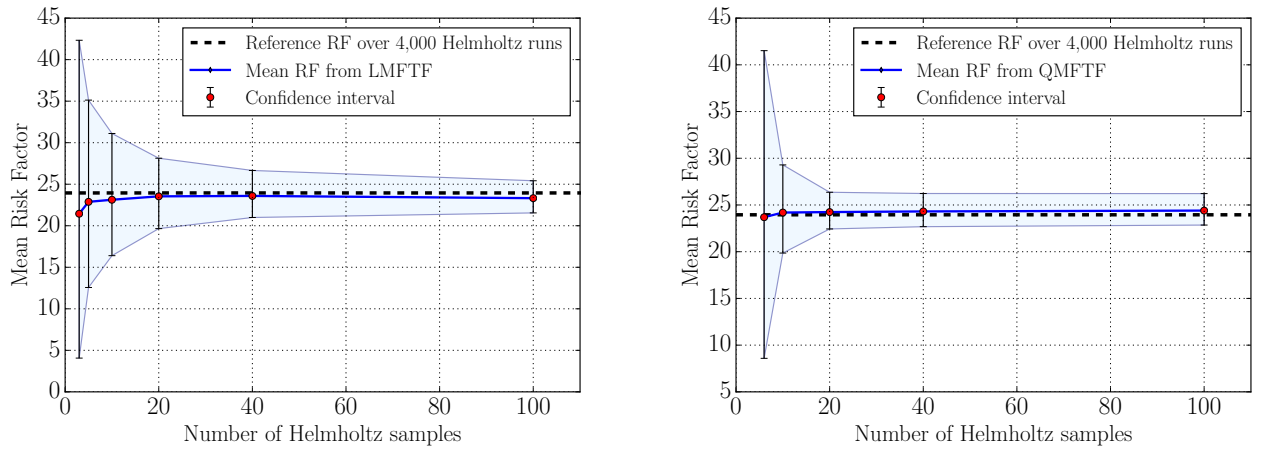 45
40
35
30
25
20
15
10
5
0
Mean Risk Factor
Reference RF over 4,000 Helmholtz runs
Mean RF from LMFTF
Confidence interval
0 20 40 60 80 100
Number of Helmholtz samples
45
40
35
30
25
20
15
10
5
Mean Risk Factor
Reference RF over 4,000 Helmholtz runs
Mean RF from QMFTF
Confidence interval
0 20 40 60 80 100
Number of Helmholtz samples